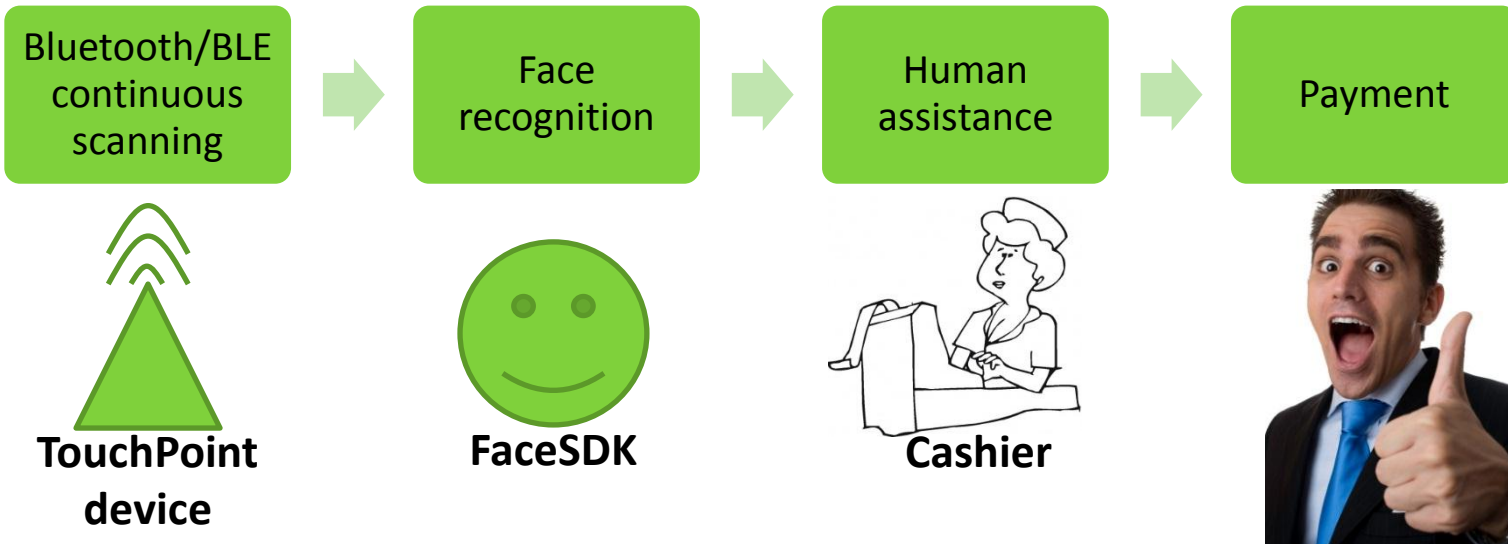 Bluetooth/BLE
continuous
scanning
Face
recognition
Human
assistance
Payment
TouchPoint
device
FaceSDK
Cashier